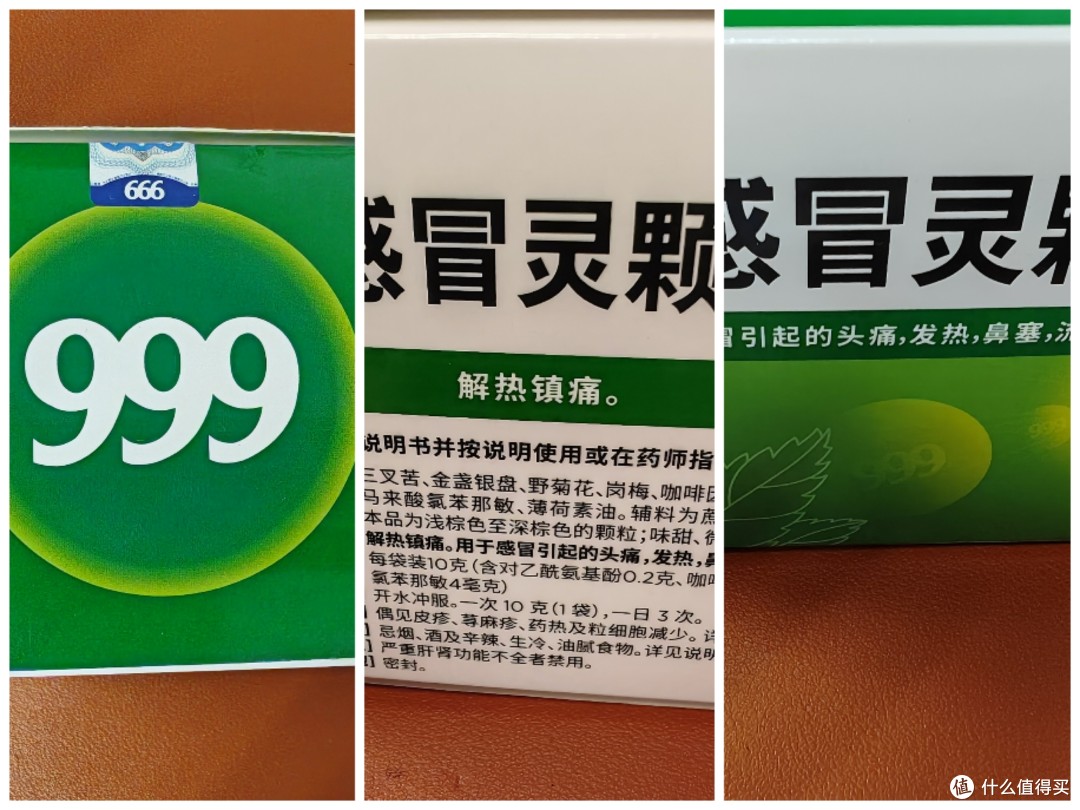 666
999
感冒灵颗
解热镇痛。
说明书并按说明使用或在药师指
三叉苦、金盏银盘、野菊花、岗梅、咖啡因
马来酸氯苯那敏、薄荷素油。辅料为蔗
本品为浅棕色至深棕色的颗粒;味甜、微
解热镇痛。用于感冒引起的头痛,发热,鼻
每袋装10克(含对乙酰氨基酚0.2克、咖啡
氯苯那敏4毫克)
开水冲服。一次 10 克(1袋),一日 3 次。
偶见皮疹、荨麻疹、药热及粒细胞减少。详
忌烟、酒及辛辣、生冷、油腻食物。详见说明
严重肝肾功能不全者禁用。
密封。
感冒灵颗
冒引起的头痛,发热,鼻塞,流
999
值 什么值得买